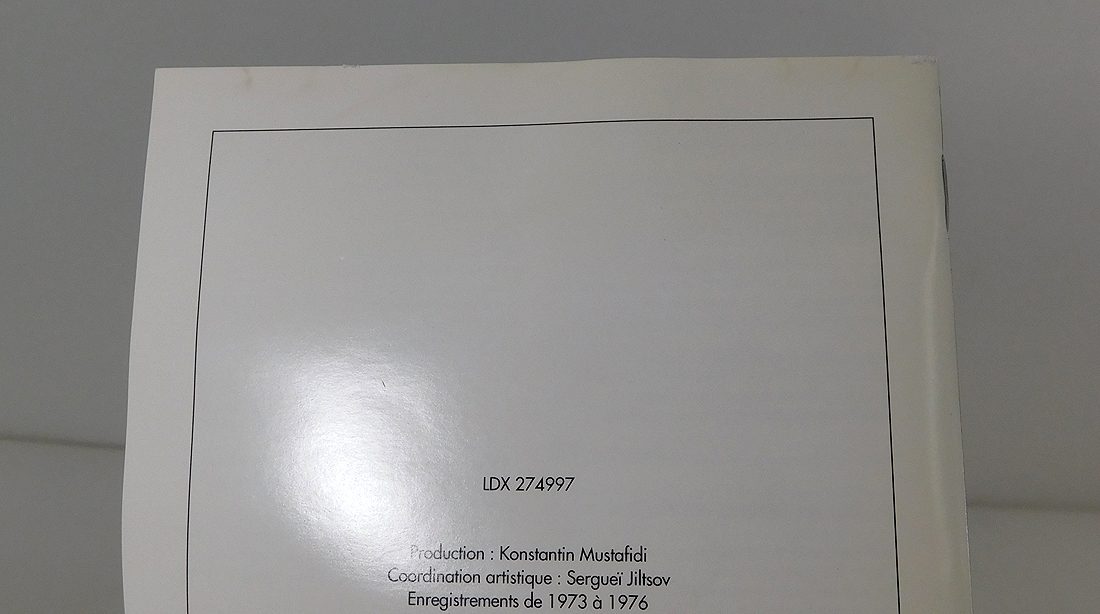 LDX 274997
Production : Konstantin Mustafidi
Coordination artistique : Sergueï Jiltsov
Enregistrements de 1973 à 1976